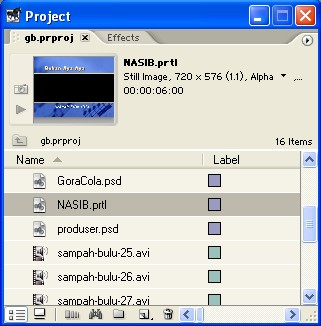 Project
gb.prproj
Effects
NASIB.prtl
Still Image, 720 x 576 (1.1), Alpha ,...
00:00:06:00
gb.prproj
16 Items
Name
Label
GoraCola.psd
NASIB.prtl
produser.psd
sampah-bulu-25.avi
sampah-bulu-26.avi
sampah-bulu-27.avi